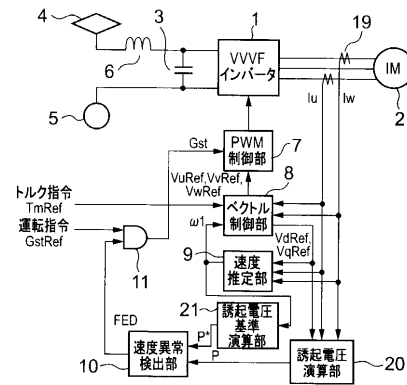 1
3
19
VVVF
インバータ
IM
4
6
2
5
Iu
Iw
Gst
PWM
制御部
7
VuRef,VvRef,
VwRef
8
トルク指令
TmRef
ベクトル
制御部
運転指令
GstRef
ω1
VdRef,
VqRef
11
9
速度
推定部
21
誘起電圧
基準
演算部
FED
P*
P
速度異常
検出部
10
誘起電圧
演算部
20